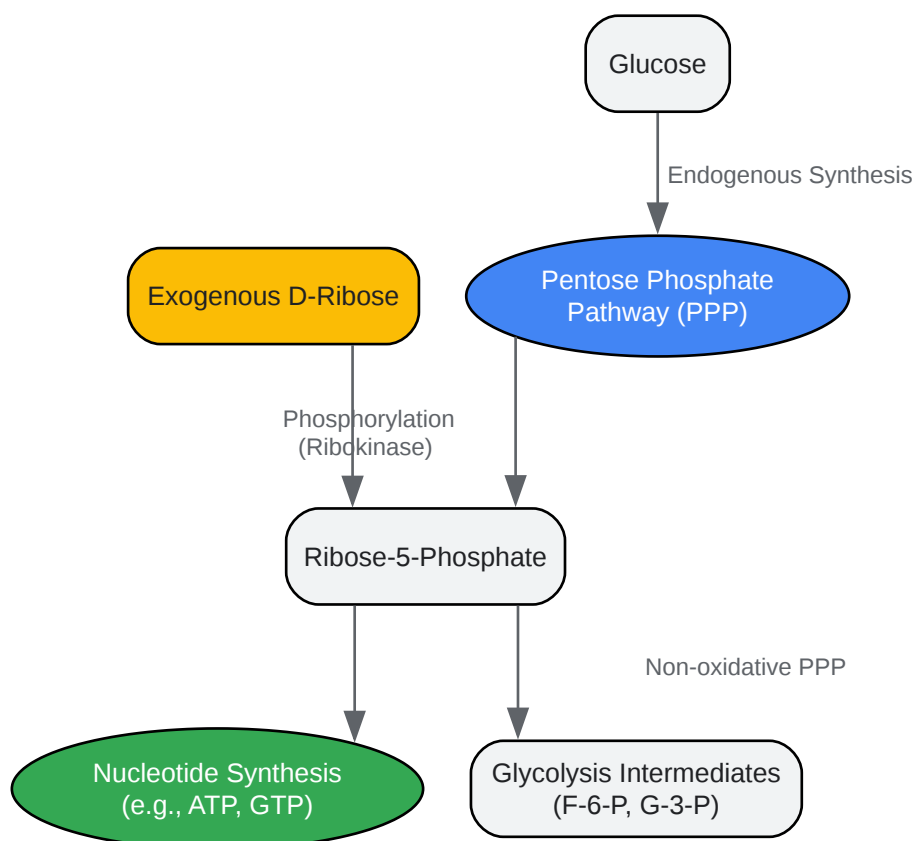 Glucose
Endogenous Synthesis
Exogenous D-Ribose
Pentose Phosphate
Pathway (PPP)
Phosphorylation
(Ribokinase)
Ribose-5-Phosphate
Non-oxidative PPP
Nucleotide Synthesis
(e.g., ATP, GTP)
Glycolysis Intermediates
(F-6-P, G-3-P)